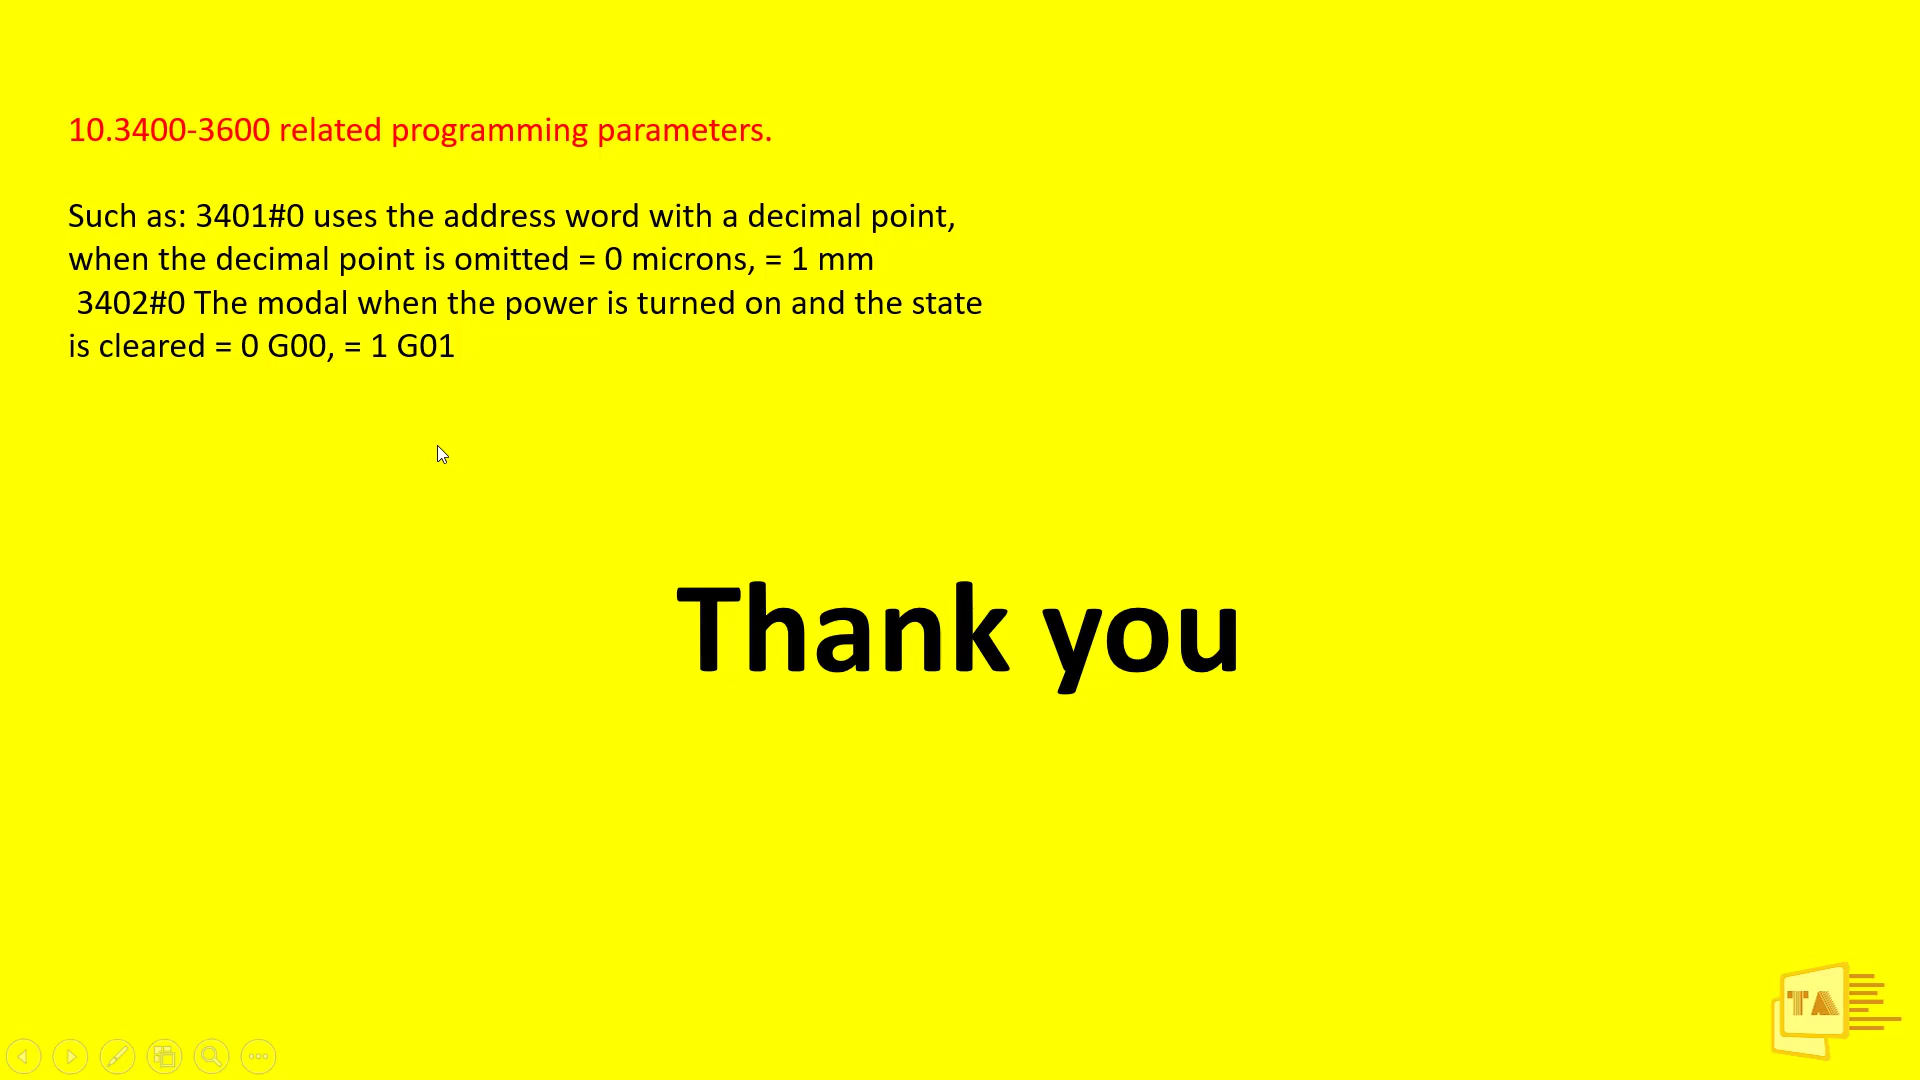 10.3400-3600 related programming parameters.
Such as: 3401#0 uses the address word with a decimal point,
when the decimal point is omitted = 0 microns, = 1 mm
3402#0 The modal when the power is turned on and the state
is cleared = 0 G00, = 1 G01
Thank you
TA